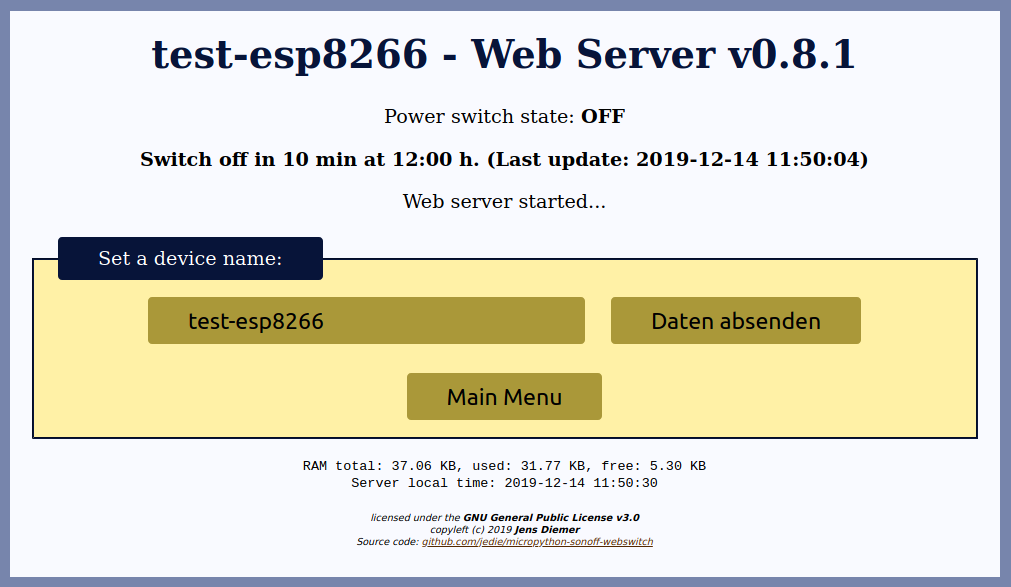 test-esp8266 - Web Server v0.8.1
Power switch state: OFF
Switch off in 10 min at 12:00 h. (Last update: 2019-12-14 11:50:04)
Web server started...
Set a device name:
test-esp8266 Daten absenden
Main Menu
RAM total: 37.06 KB, used: 31.77 KB, free: 5.30 KB
Server local time: 2019-12-14 11:50:30
licensed under the GNU General Public License v3.0
copyleft (c) 2019 Jens Diemer
Source code: github.com/jedie/micropython-sonoff-webswitch